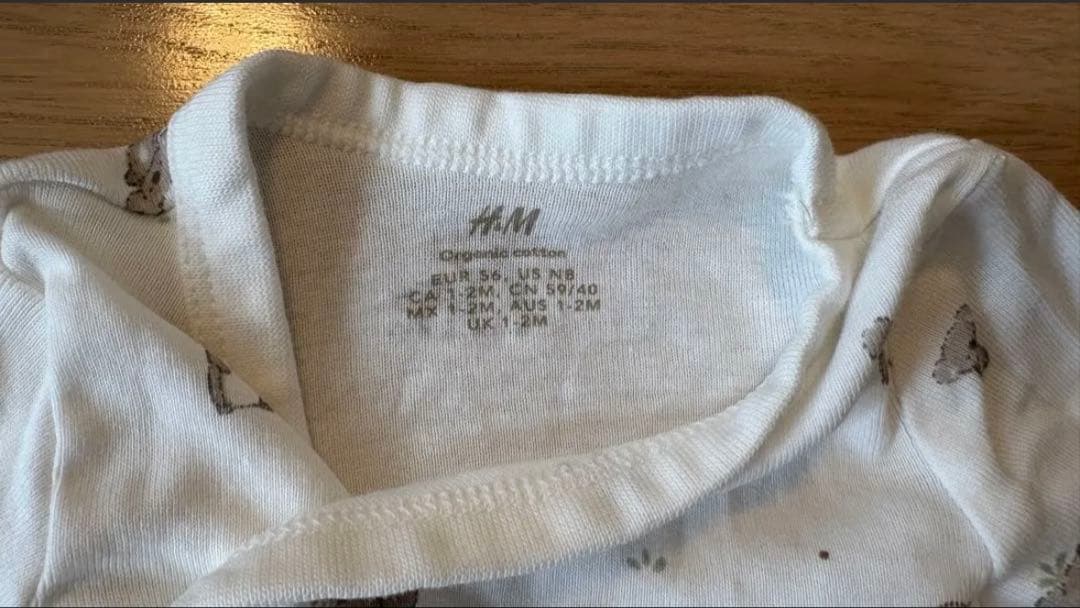 H&M
Organic cotton
EUR 56, US NB
CA 1-2M, CN 59/40
MX 1-2M, AUS 1-2M
UK 1-2M